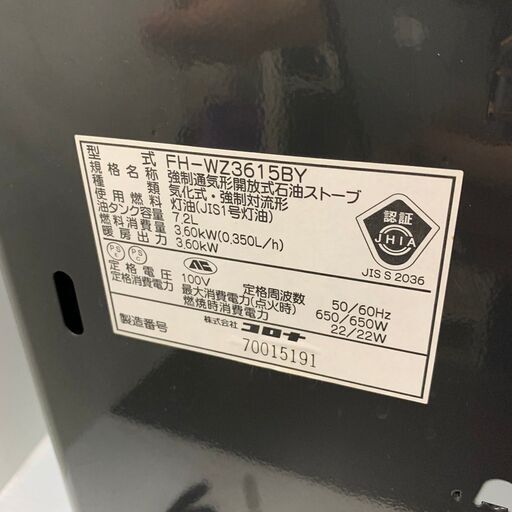 型式 FH-WZ3615BY
規格名称 強制通気形開放式石油ストーブ
種類 気化式・強制対流形
使用燃料 灯油(JIS1号灯油)
油タンク容量 7.2L
燃料消費量 3.60kW(0.350L/h)
暖房出力 3.60kW
認証
JHIA
JIS S 2036
PS E PS C
定格電圧 100V 定格周波数 50/60Hz
定格消費電力 最大消費電力(点火時) 650/650W
燃焼時消費電力 22/22W
株式会社 コロナ
製造番号 70015191